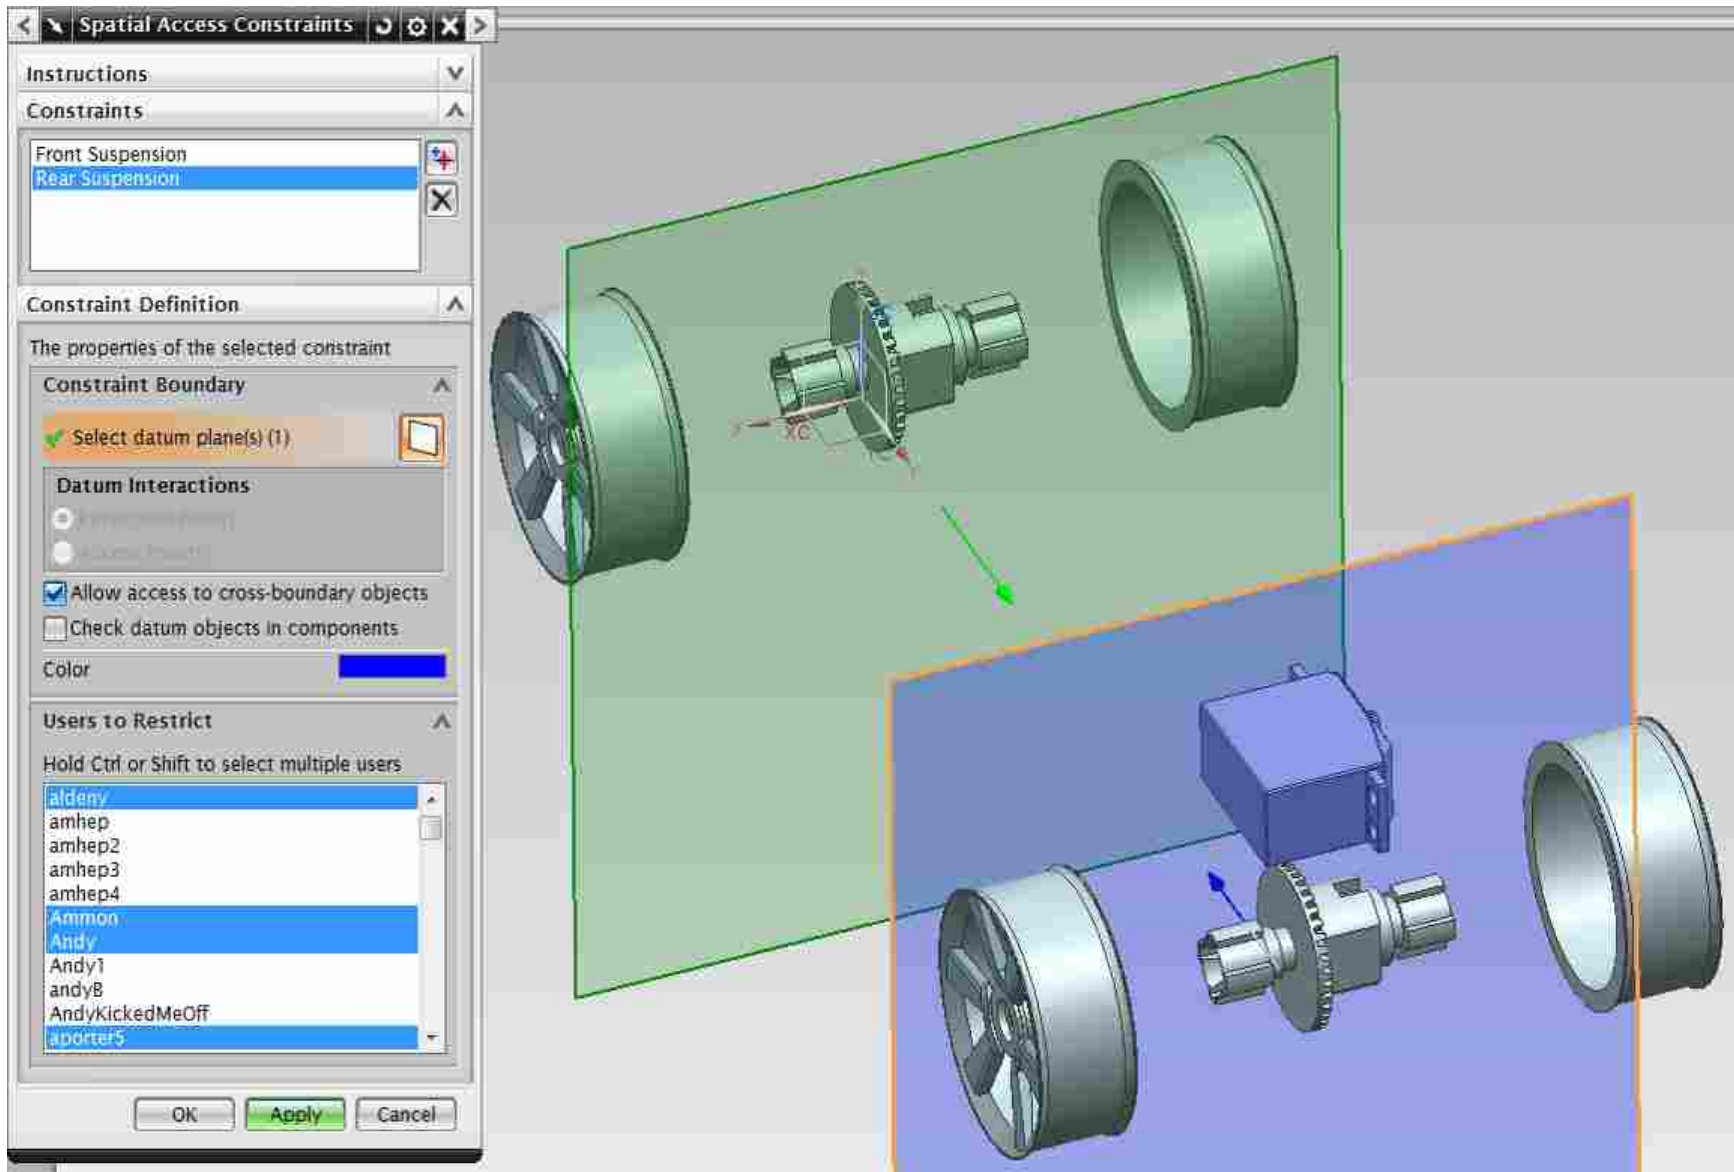 Spatial Access Constraints
Instructions
Constraints
Front Suspension
Rear Suspension
Constraint Definition
The properties of the selected constraint
Constraint Boundary
Select datum plane(s) (1)
Datum Interactions
Allow access to cross-boundary objects
Check datum objects in components
Color
Users to Restrict
Hold Ctrl or Shift to select multiple users
aldeny
amhep
amhep2
amhep3
amhep4
Ammon
Andy
Andy1
andyB
AndyKickedMeOff
aporter5
OK Apply Cancel
XC